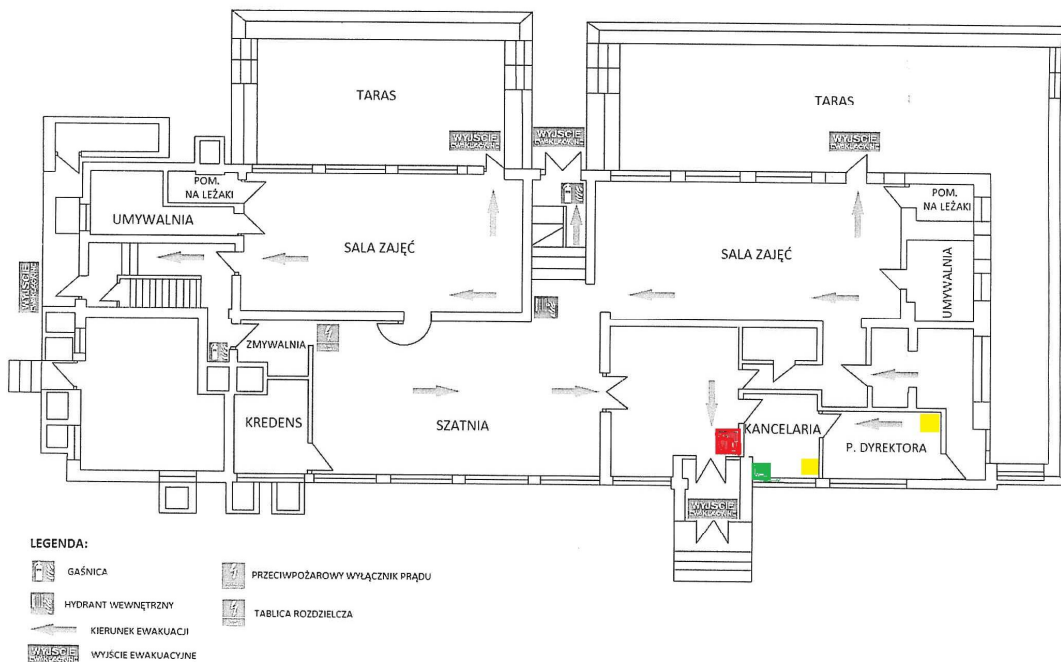 TARAS
TARAS
WYJŚCIE EWAKUACYJNE
WYJŚCIE EWAKUACYJNE
WYJŚCIE EWAKUACYJNE
POM.
NA LEŻAKI
POM.
NA LEŻAKI
UMYWALNIA
SALA ZAJĘĆ
SALA ZAJĘĆ
UMYWALNIA
WYJŚCIE EWAKUACYJNE
ZMYWALNIA
KREDENS
SZATNIA
KANCELARIA
P. DYREKTORA
WYJŚCIE EWAKUACYJNE
LEGENDA:
GAŚNICA
PRZECIWPOŻAROWY WYŁĄCZNIK PRĄDU
HYDRANT WEWNĘTRZNY
TABLICA ROZDZIELCZA
KIERUNEK EWAKUACJI
WYJŚCIE EWAKUACYJNE
WYJŚCIE EWAKUACYJNE